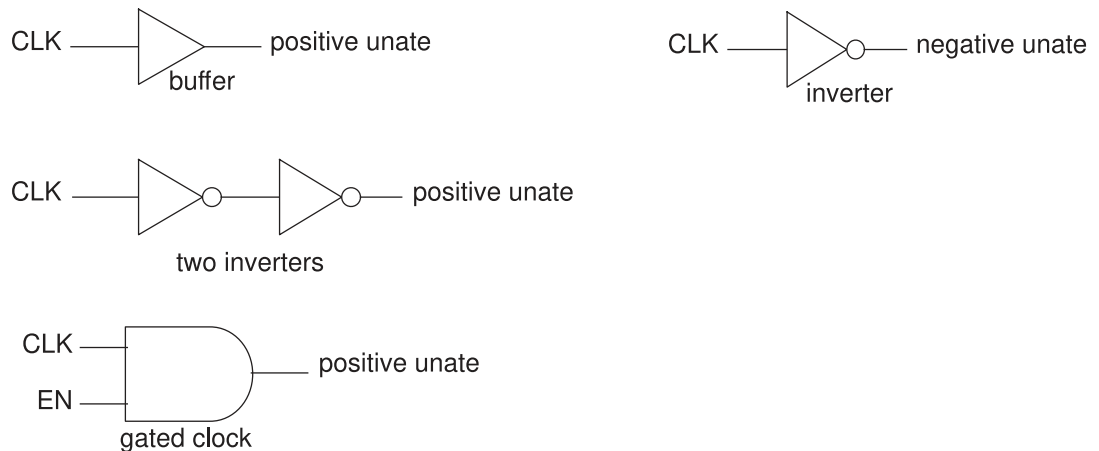 CLK
positive unate
buffer
CLK
negative unate
inverter
CLK
positive unate
two inverters
CLK
EN
positive unate
gated clock